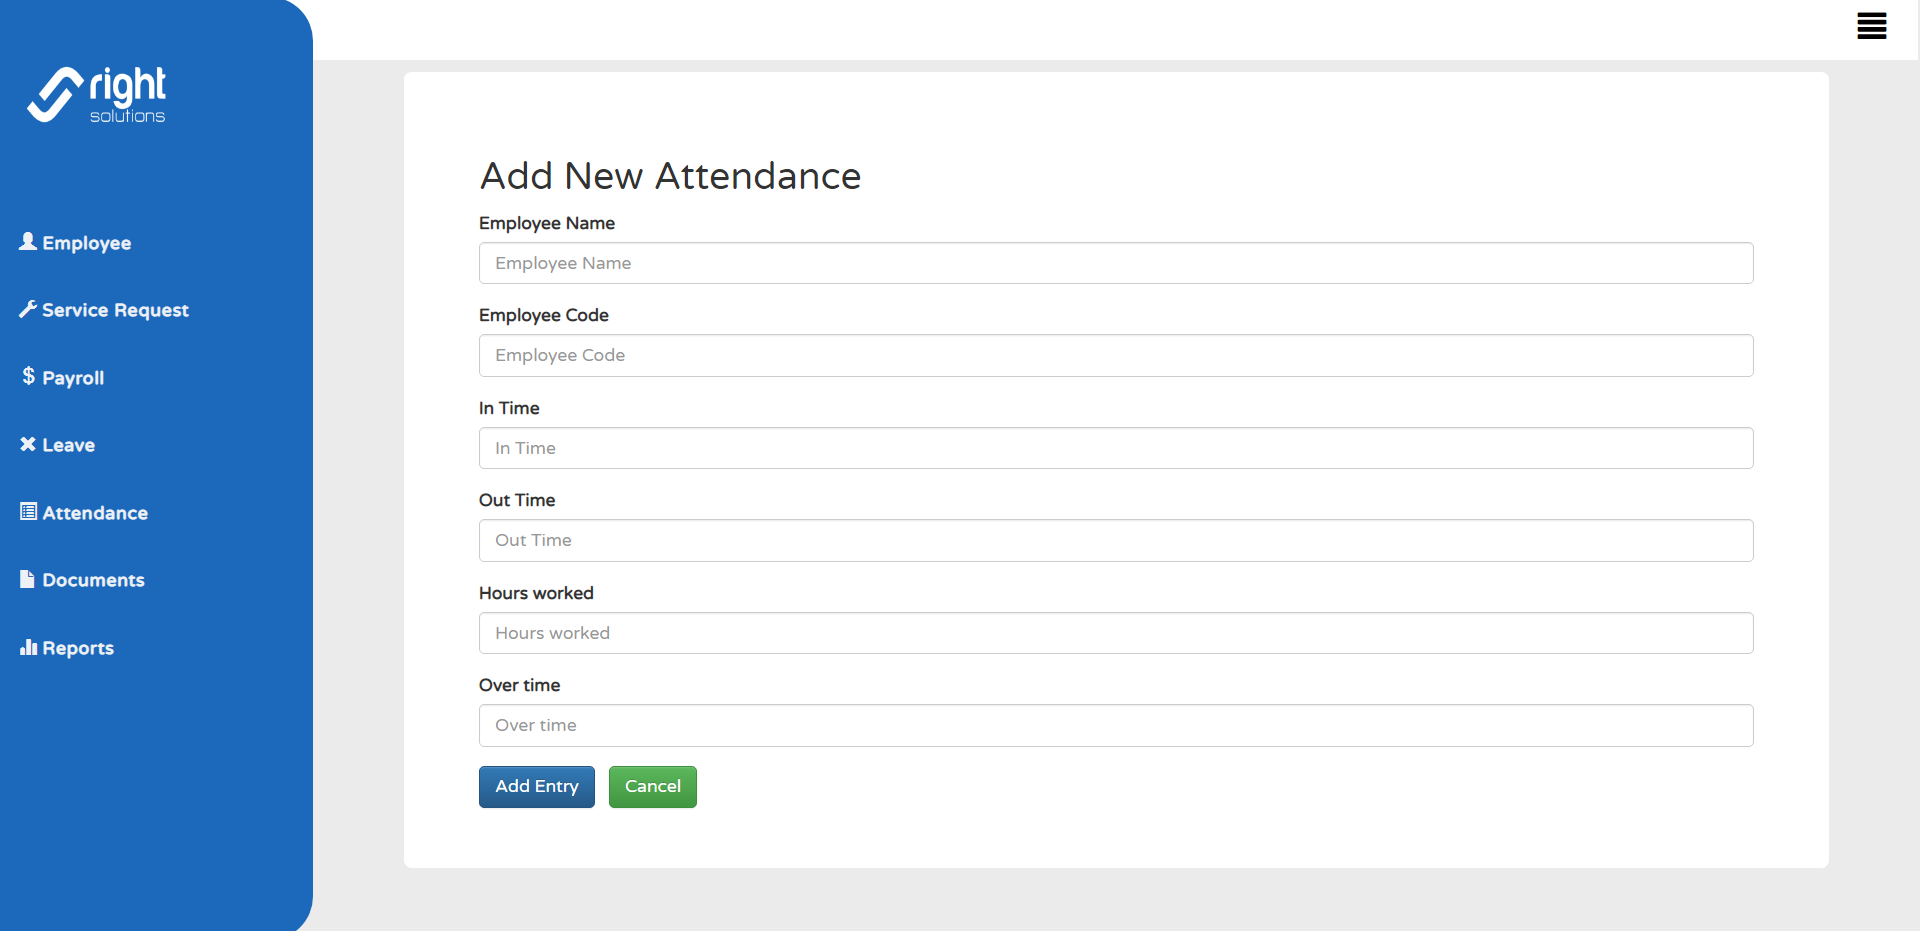 right
solutions
Employee
Service Request
$ Payroll
Leave
Attendance
Documents
Reports
Add New Attendance
Employee Name
Employee Name
Employee Code
Employee Code
In Time
In Time
Out Time
Out Time
Hours worked
Hours worked
Over time
Over time
Add Entry Cancel